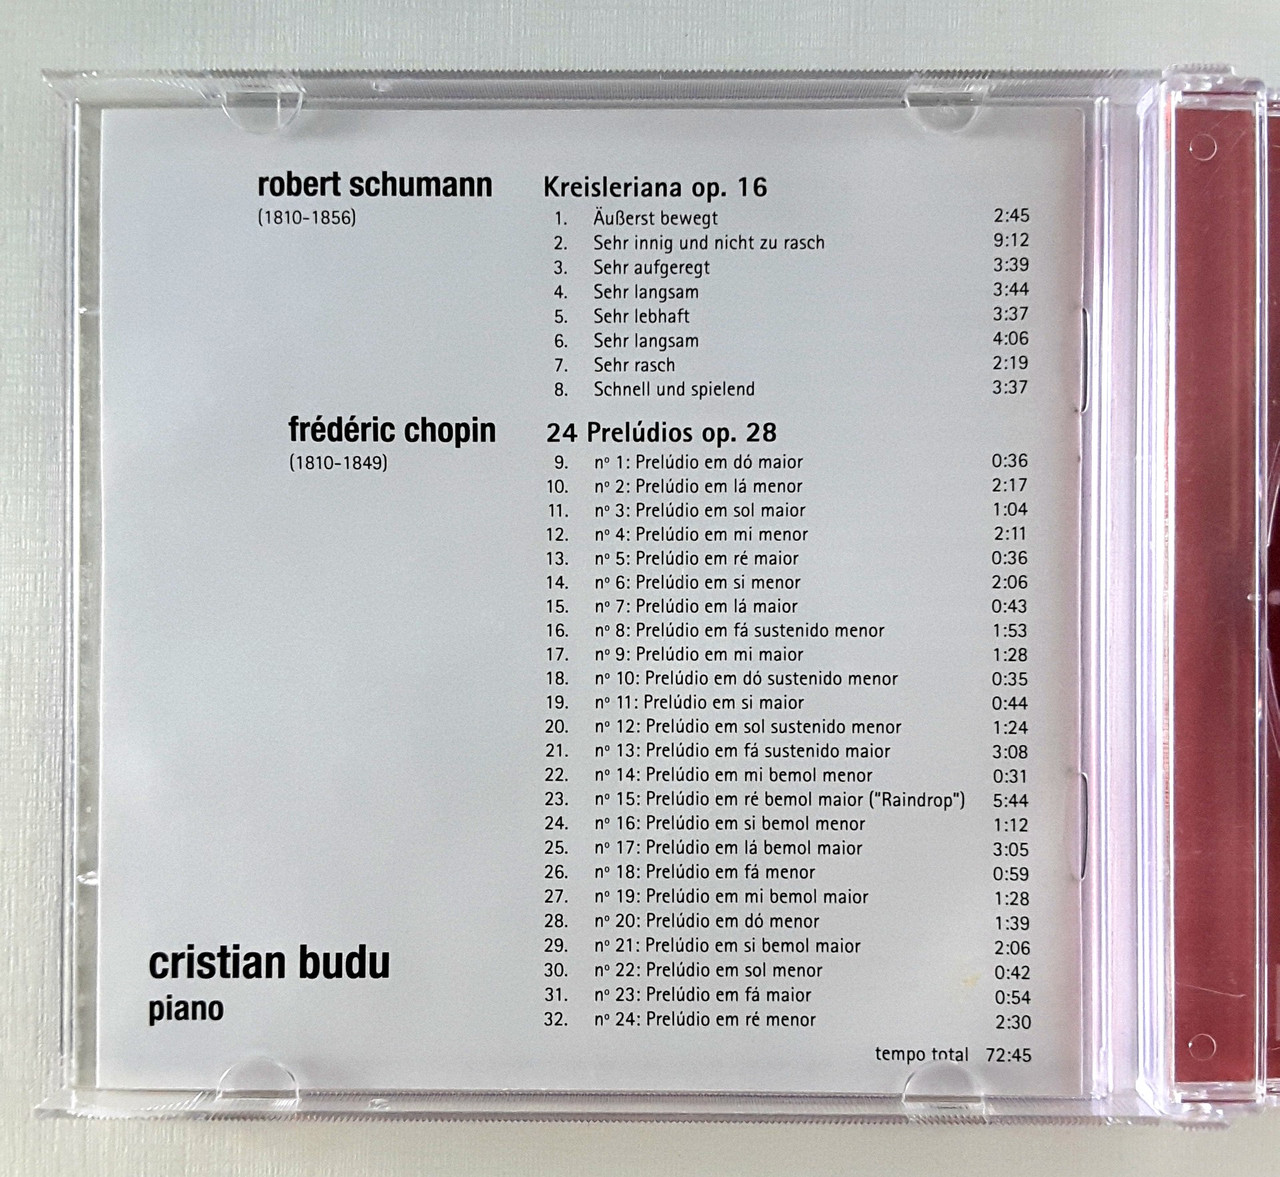 robert schumann
(1810-1856)
Kreisleriana op. 16
1. Äußerst bewegt 2:45
2. Sehr innig und nicht zu rasch 9:12
3. Sehr aufgeregt 3:39
4. Sehr langsam 3:44
5. Sehr lebhaft 3:37
6. Sehr langsam 4:06
7. Sehr rasch 2:19
8. Schnell und spielend 3:37
frédéric chopin
(1810-1849)
24 Prelúdios op. 28
9. nº 1: Prelúdio em dó maior 0:36
10. nº 2: Prelúdio em lá menor 2:17
11. nº 3: Prelúdio em sol maior 1:04
12. nº 4: Prelúdio em mi menor 2:11
13. nº 5: Prelúdio em ré maior 0:36
14. nº 6: Prelúdio em si menor 2:06
15. nº 7: Prelúdio em lá maior 0:43
16. nº 8: Prelúdio em fá sustenido menor 1:53
17. nº 9: Prelúdio em mi maior 1:28
18. nº 10: Prelúdio em dó sustenido menor 0:35
19. nº 11: Prelúdio em si maior 0:44
20. nº 12: Prelúdio em sol sustenido menor 1:24
21. nº 13: Prelúdio em fá sustenido maior 3:08
22. nº 14: Prelúdio em mi bemol menor 0:31
23. nº 15: Prelúdio em ré bemol maior ("Raindrop") 5:44
24. nº 16: Prelúdio em si bemol menor 1:12
25. nº 17: Prelúdio em lá bemol maior 3:05
26. nº 18: Prelúdio em fá menor 0:59
27. nº 19: Prelúdio em mi bemol maior 1:28
28. nº 20: Prelúdio em dó menor 1:39
29. nº 21: Prelúdio em si bemol maior 2:06
30. nº 22: Prelúdio em sol menor 0:42
31. nº 23: Prelúdio em fá maior 0:54
32. nº 24: Prelúdio em ré menor 2:30
tempo total 72:45
cristian budu
piano